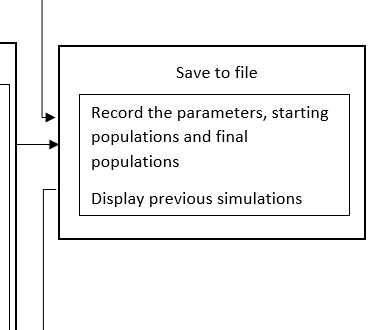 Save to file
Record the parameters, starting
populations and final
populations
Display previous simulations